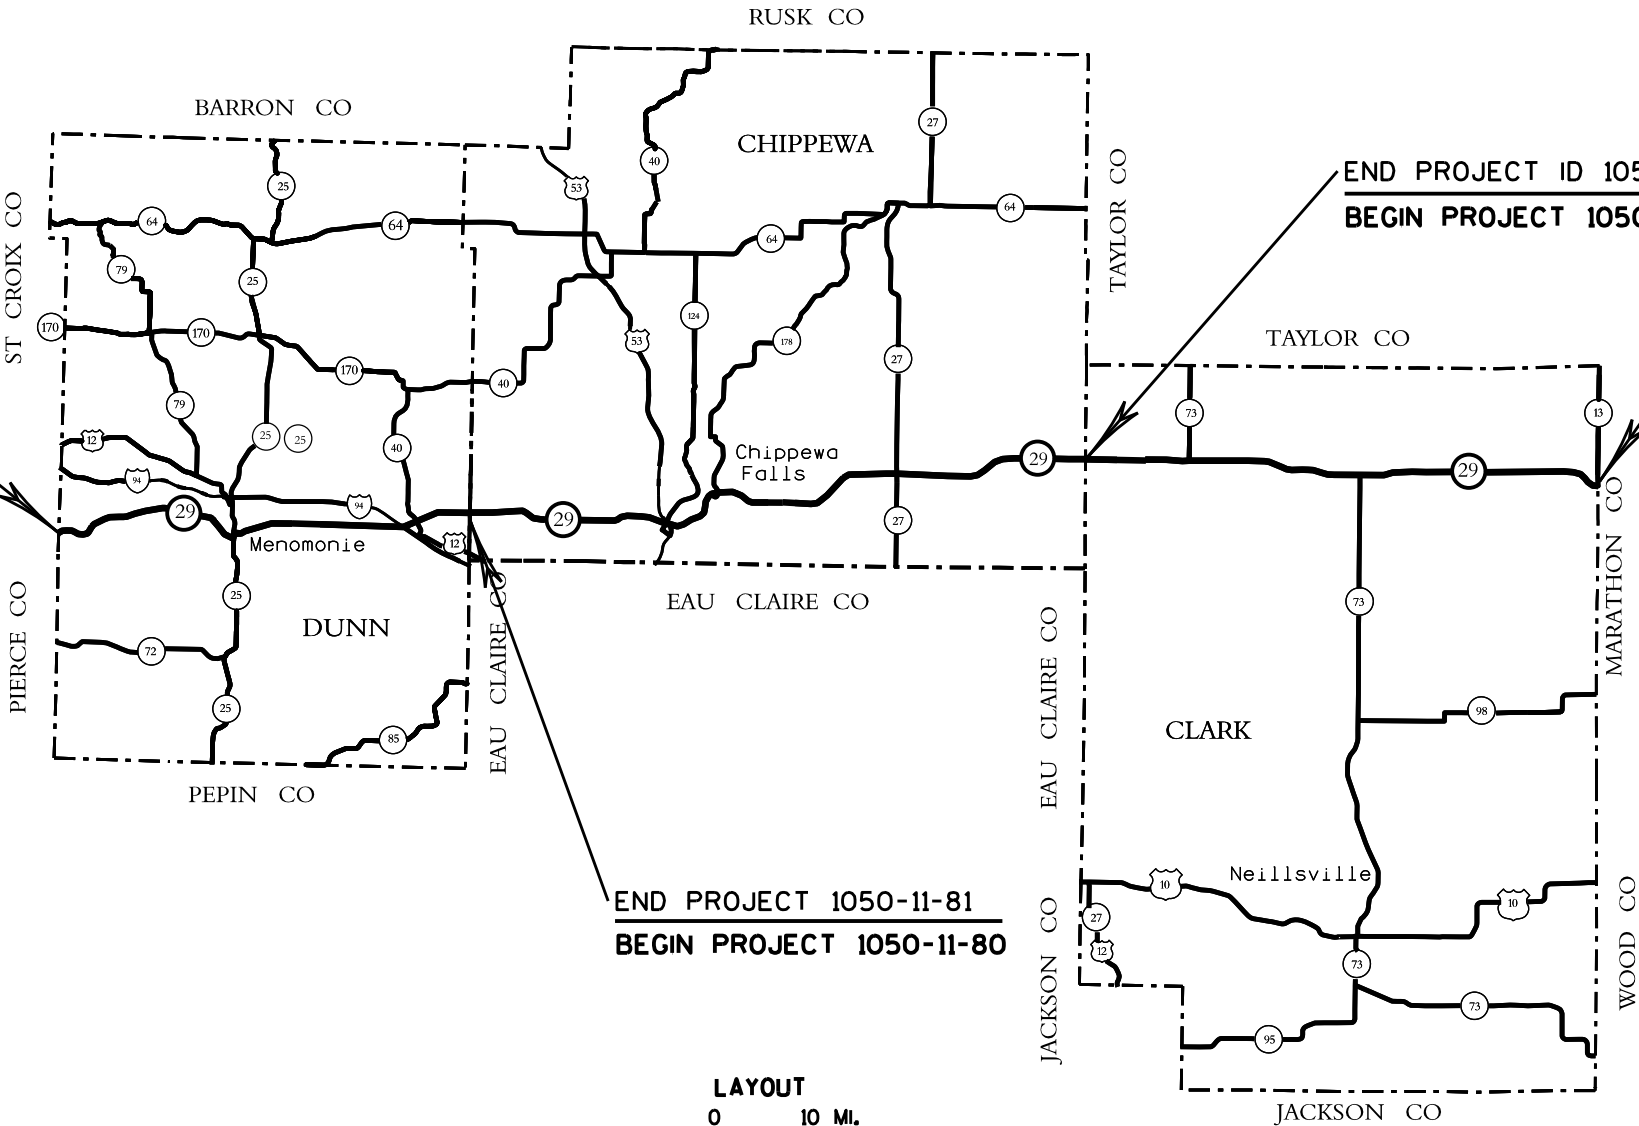 RUSK CO
BARRON CO
CHIPPEWA
27
40
TAYLOR CO
END PROJECT ID 105
BEGIN PROJECT 1050
53
25
ST CROIX CO
64
64
64
64
79
25
170
170
124
53
178
27
TAYLOR CO
170
40
79
73
13
12
25
25
40
Chippewa
Falls
94
94
29
29
29
29
27
12
Menomonie
MARATHON CO
PIERCE CO
25
DUNN
EAU CLAIRE CO
EAU CLAIRE CO
EAU CLAIRE CO
73
72
25
85
98
CLARK
PEPIN CO
END PROJECT 1050-11-81
BEGIN PROJECT 1050-11-80
Neillsville
10
10
27
12
JACKSON CO
WOOD CO
73
73
95
LAYOUT
0 10 MI.
JACKSON CO